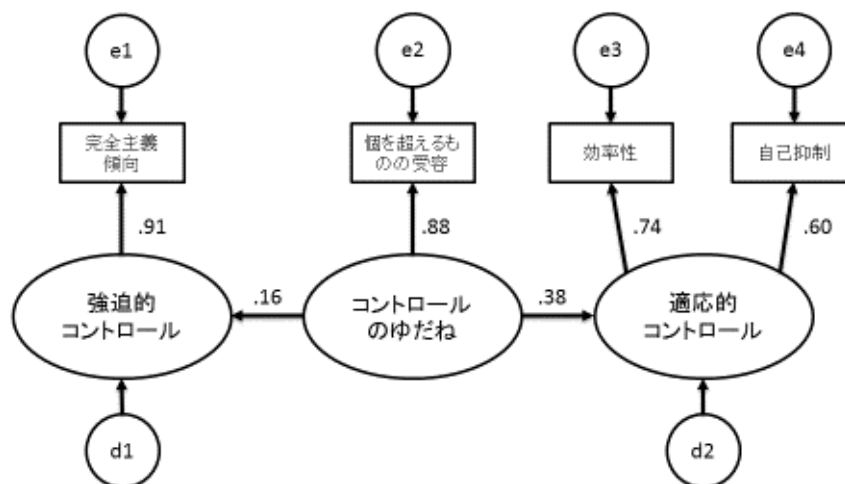 e1
e2
e3
e4
完全主義
傾向
個を超えるも
のの受容
効率性
自己抑制
.91
.88
.74
.60
強迫的
コントロール
.16
コントロール
のゆだね
.38
適応的
コントロール
d1
d2